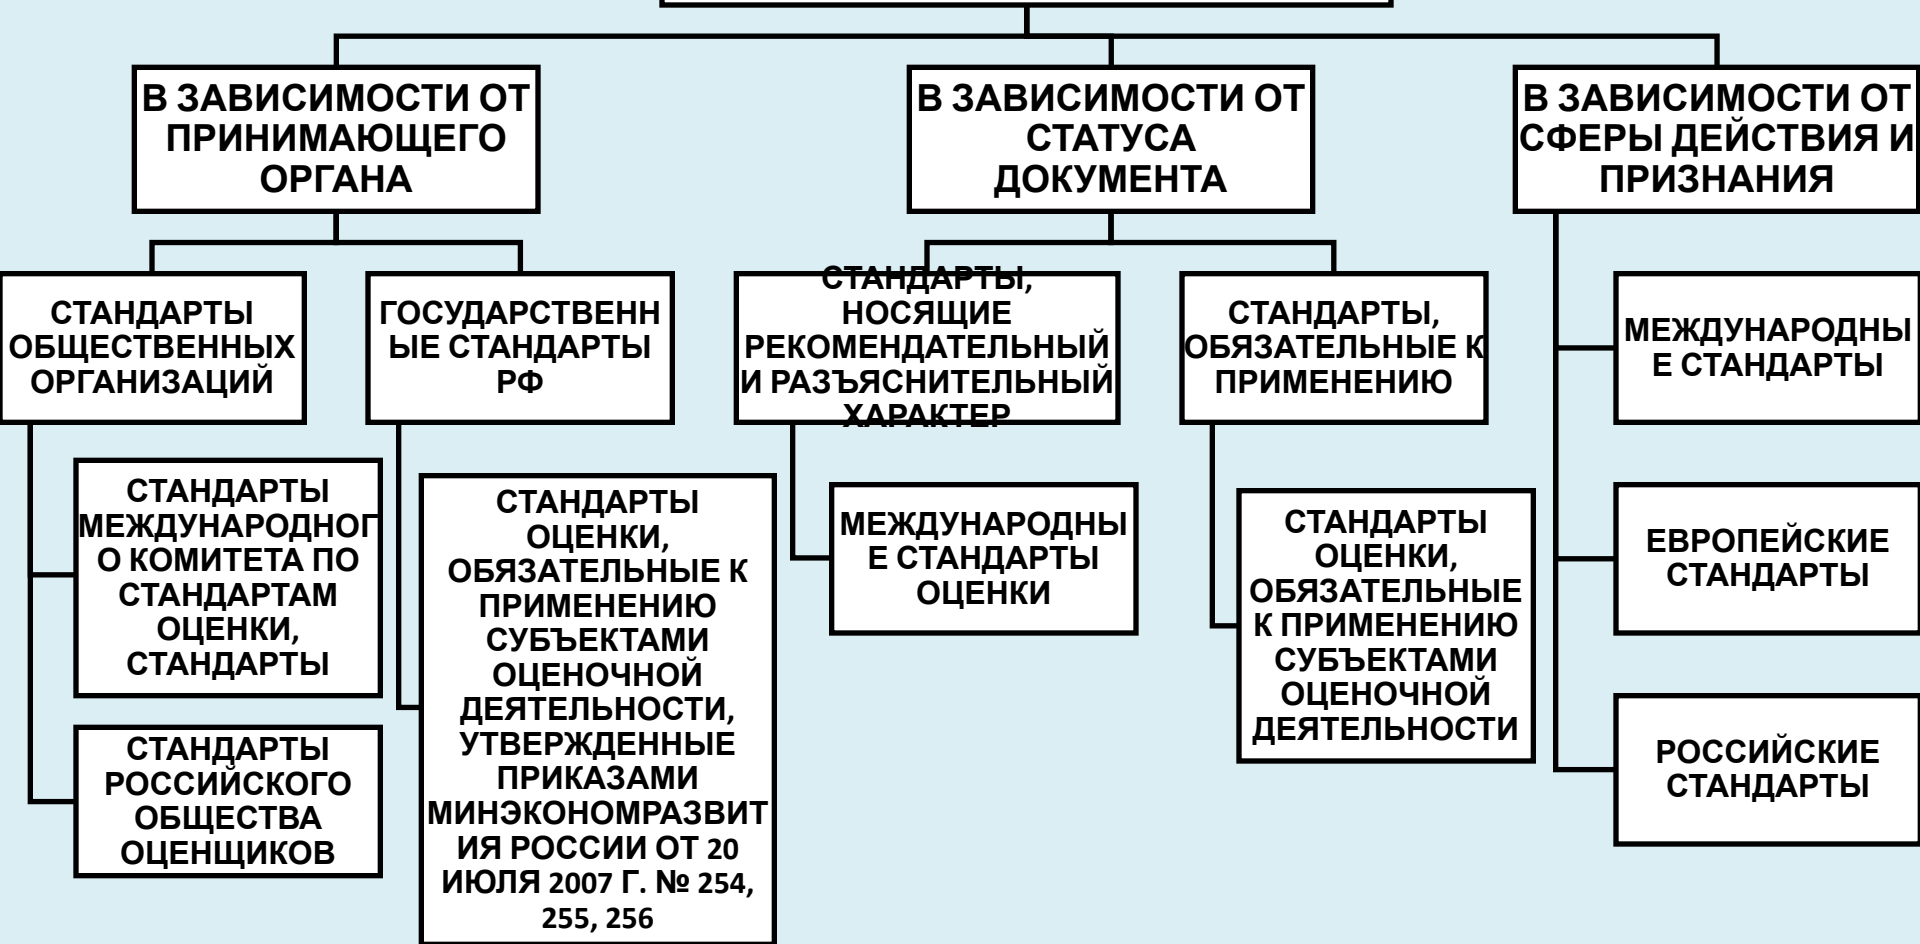 В ЗАВИСИМОСТИ ОТ
ПРИНИМАЮЩЕГО
ОРГАНА
В ЗАВИСИМОСТИ ОТ
СТАТУСА
ДОКУМЕНТА
В ЗАВИСИМОСТИ ОТ
СФЕРЫ ДЕЙСТВИЯ И
ПРИЗНАНИЯ
СТАНДАРТЫ
ОБЩЕСТВЕННЫХ
ОРГАНИЗАЦИЙ
ГОСУДАРСТВЕНН
ЫЕ СТАНДАРТЫ
РФ
СТАНДАРТЫ,
НОСЯЩИЕ
РЕКОМЕНДАТЕЛЬНЫЙ
И РАЗЪЯСНИТЕЛЬНЫЙ
ХАРАКТЕР
СТАНДАРТЫ,
ОБЯЗАТЕЛЬНЫЕ К
ПРИМЕНЕНИЮ
МЕЖДУНАРОДНЫ
Е СТАНДАРТЫ
СТАНДАРТЫ
МЕЖДУНАРОДНОГ
О КОМИТЕТА ПО
СТАНДАРТАМ
ОЦЕНКИ,
СТАНДАРТЫ
СТАНДАРТЫ
РОССИЙСКОГО
ОБЩЕСТВА
ОЦЕНЩИКОВ
СТАНДАРТЫ
ОЦЕНКИ,
ОБЯЗАТЕЛЬНЫЕ К
ПРИМЕНЕНИЮ
СУБЪЕКТАМИ
ОЦЕНОЧНОЙ
ДЕЯТЕЛЬНОСТИ,
УТВЕРЖДЕННЫЕ
ПРИКАЗАМИ
МИНЭКОНОМРАЗВИТ
ИЯ РОССИИ ОТ 20
ИЮЛЯ 2007 Г. № 254,
255, 256
МЕЖДУНАРОДНЫ
Е СТАНДАРТЫ
ОЦЕНКИ
СТАНДАРТЫ
ОЦЕНКИ,
ОБЯЗАТЕЛЬНЫЕ
К ПРИМЕНЕНИЮ
СУБЪЕКТАМИ
ОЦЕНОЧНОЙ
ДЕЯТЕЛЬНОСТИ
ЕВРОПЕЙСКИЕ
СТАНДАРТЫ
РОССИЙСКИЕ
СТАНДАРТЫ